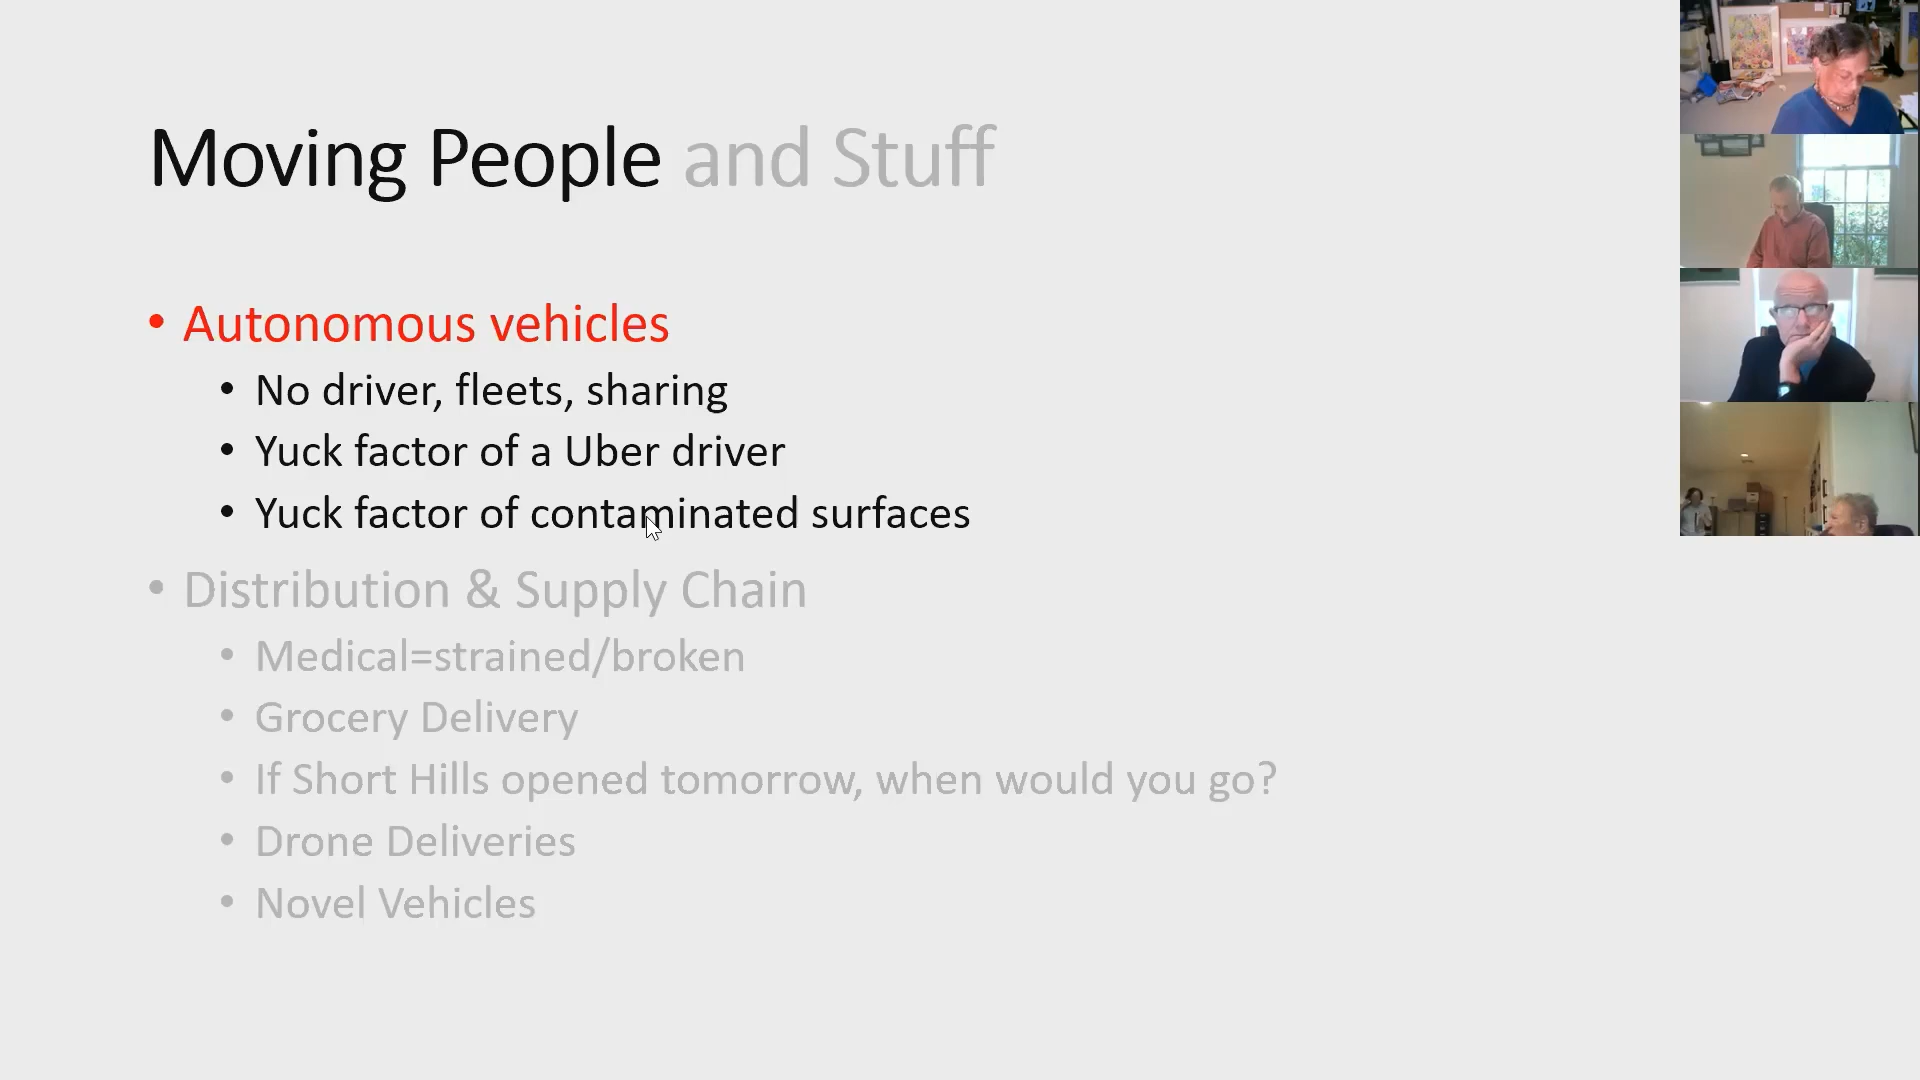 Moving People and Stuff
• Autonomous vehicles
• No driver, fleets, sharing
• Yuck factor of a Uber driver
• Yuck factor of contaminated surfaces
• Distribution & Supply Chain
• Medical=strained/broken
• Grocery Delivery
• If Short Hills opened tomorrow, when would you go?
• Drone Deliveries
• Novel Vehicles